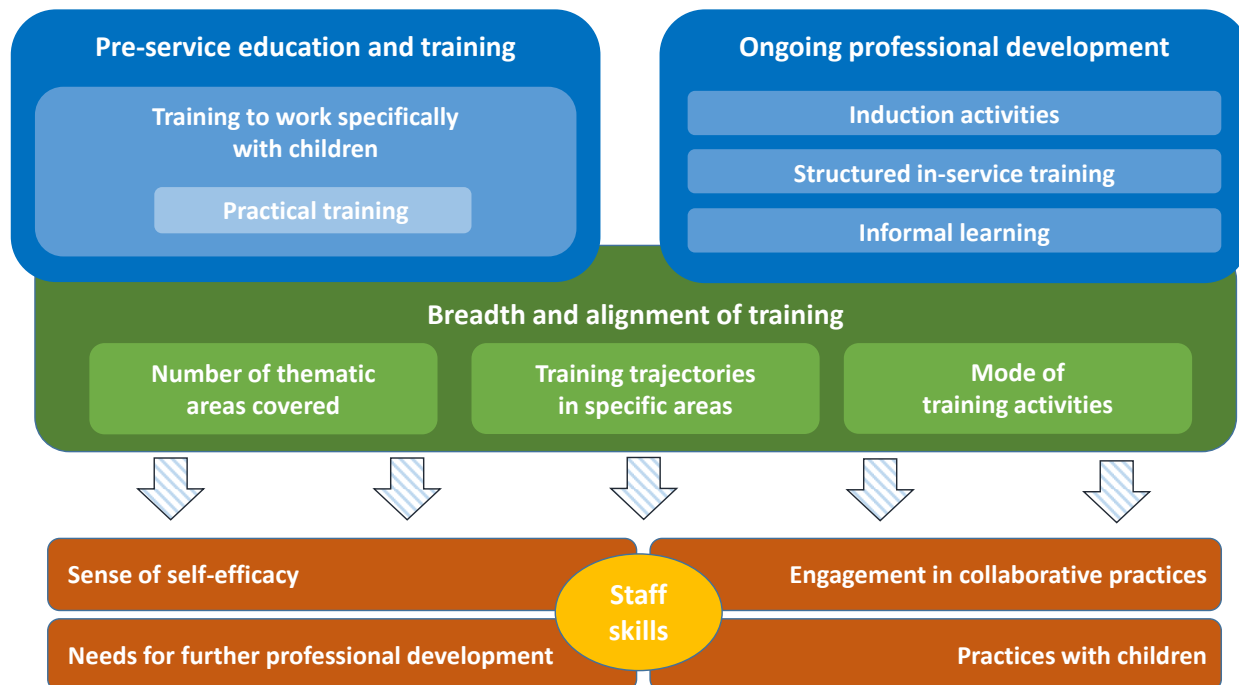 Pre-service education and training
Training to work specifically
with children
Practical training
Ongoing professional development
Induction activities
Structured in-service training
Informal learning
Breadth and alignment of training
Number of thematic
areas covered
Training trajectories
in specific areas
Mode of
training activities
Sense of self-efficacy
Engagement in collaborative practices
Staff
skills
Needs for further professional development
Practices with children